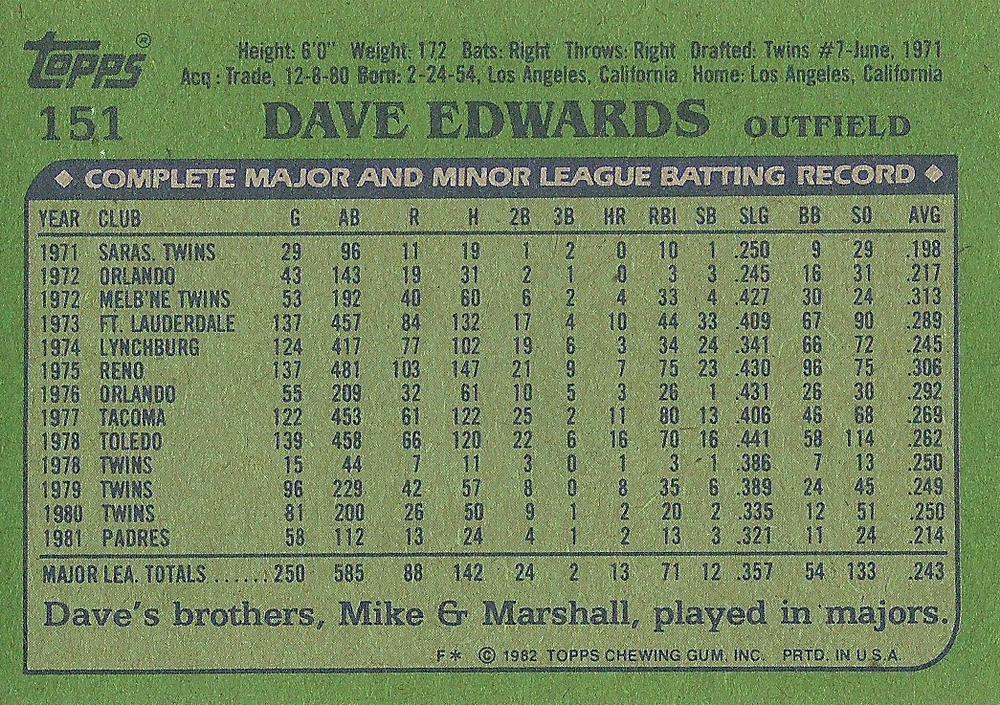 Topps®
Height: 6'0" Weight: 172 Bats: Right Throws: Right Drafted: Twins #7-June, 1971
Acq: Trade, 12-8-80 Born: 2-24-54, Los Angeles, California Home: Los Angeles, California
151 DAVE EDWARDS OUTFIELD
◆ COMPLETE MAJOR AND MINOR LEAGUE BATTING RECORD ◆
YEAR CLUB G AB R H 2B 3B HR RBI SB SLG BB SO AVG
1971 SARAS. TWINS 29 96 11 19 1 2 0 10 1 .250 9 29 .198
1972 ORLANDO 43 143 19 31 2 1 0 3 3 .245 16 31 .217
1972 MELB'NE TWINS 53 192 40 60 6 2 4 33 4 .427 30 24 .313
1973 FT. LAUDERDALE 137 457 84 132 17 4 10 44 33 .409 67 90 .289
1974 LYNCHBURG 124 417 77 102 19 6 3 34 24 .341 66 72 .245
1975 RENO 137 481 103 147 21 9 7 75 23 .430 96 75 .306
1976 ORLANDO 55 209 32 61 10 5 3 26 1 .431 26 30 .292
1977 TACOMA 122 453 61 122 25 2 11 80 13 .406 46 68 .269
1978 TOLEDO 139 458 66 120 22 6 16 70 16 .441 58 114 .262
1978 TWINS 15 44 7 11 3 0 1 3 1 .386 7 13 .250
1979 TWINS 96 229 42 57 8 0 8 35 6 .389 24 45 .249
1980 TWINS 81 200 26 50 9 1 2 20 2 .335 12 51 .250
1981 PADRES 58 112 13 24 4 1 2 13 3 .321 11 24 .214
MAJOR LEA. TOTALS ......250 585 88 142 24 2 13 71 12 .357 54 133 .243
Dave's brothers, Mike & Marshall, played in majors.
F* © 1982 TOPPS CHEWING GUM, INC. PRTD. IN U.S.A.